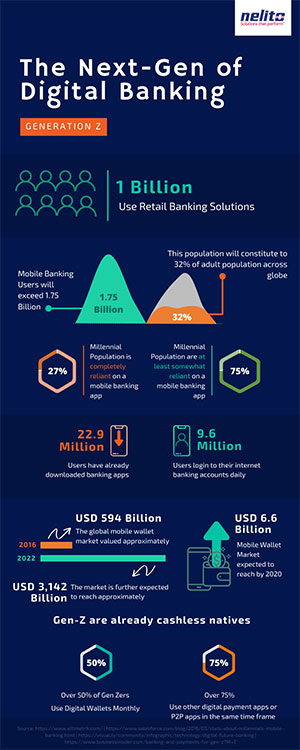 nelito
Solutions that perform
The Next-Gen of
Digital Banking
GENERATION Z
1 Billion
Use Retail Banking Solutions
This population will constitute to
32% of adult population across
globe
Mobile Banking
Users will
exceed 1.75
Billion
1.75
Billion
32%
27%
Millennial
Population is
completely
reliant on a
mobile banking
app
Millennial
Population are at
least somewhat
reliant on a
mobile banking
app
75%
22.9
Million
Users have already
downloaded banking apps
9.6
Million
Users login to their internet
banking accounts daily
USD 594 Billion
The global mobile wallet
market valued approximately
2016
2022
USD 3,142
Billion
The market is further expected
to reach approximately
USD 6.6
Billion
Mobile Wallet
Market
expected to
reach by 2020
Gen-Z are already cashless natives
50%
Over 50% of Gen Zers
Use Digital Wallets Monthly
75%
Over 75%
Use other digital payment apps or
P2P apps in the same time frame